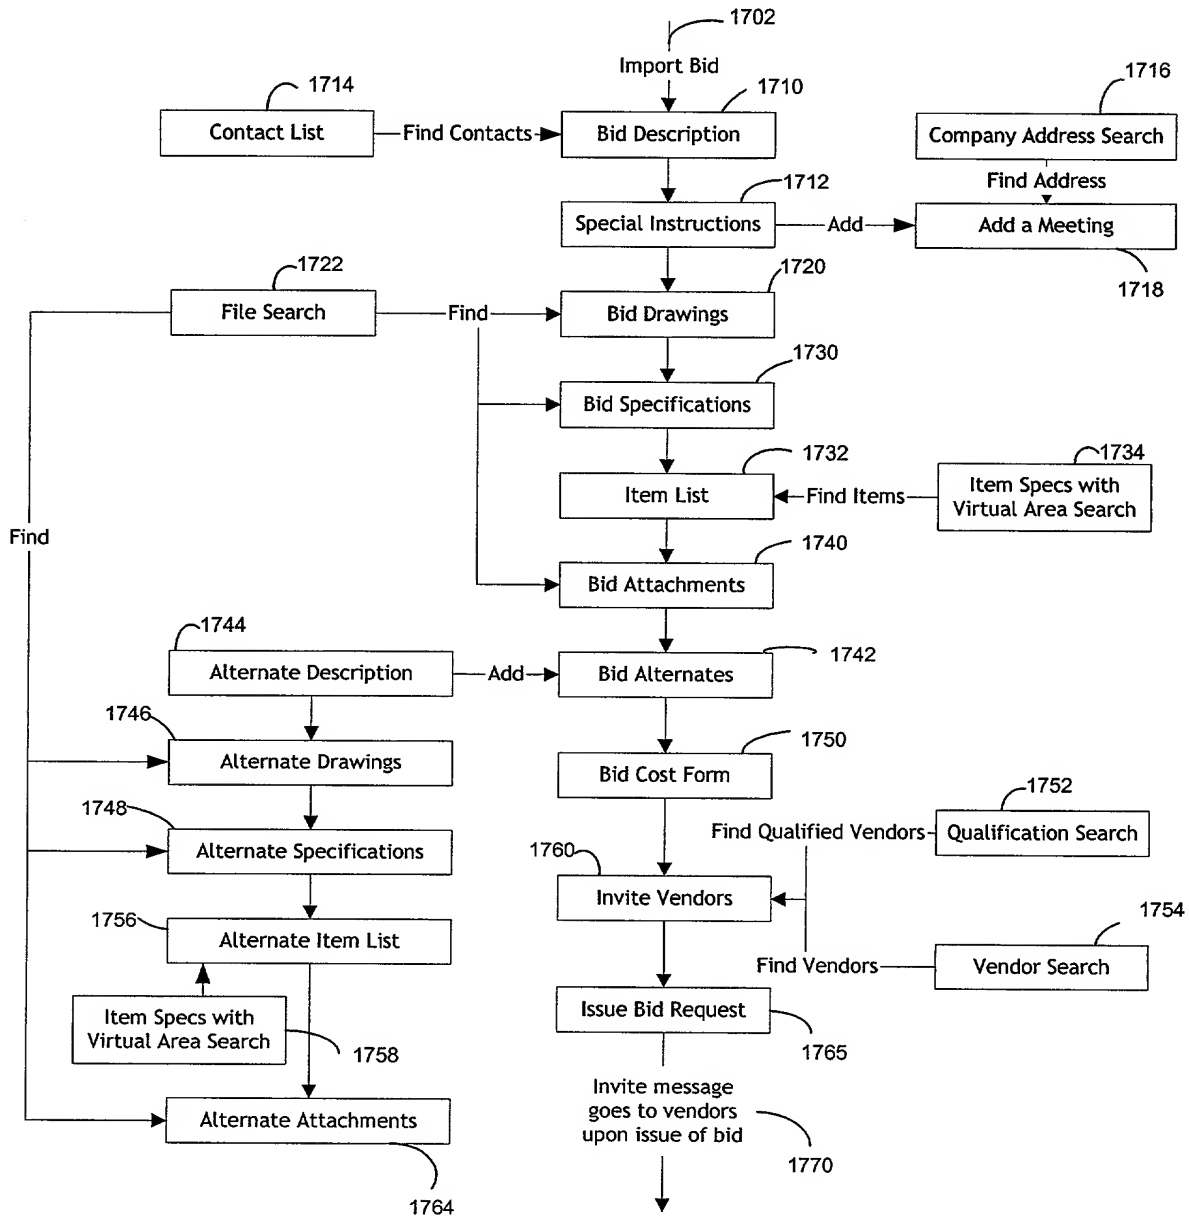 1702
Import Bid
1714
1710
1716
Contact List
Find Contacts
Bid Description
Company Address Search
Find Address
1712
Special Instructions
Add
Add a Meeting
1718
1722
1720
File Search
Find
Bid Drawings
1730
Bid Specifications
1732
1734
Item List
Find Items
Item Specs with
Virtual Area Search
Find
1740
Bid Attachments
1744
1742
Alternate Description
Add
Bid Alternates
1746
Alternate Drawings
1750
Bid Cost Form
1748
Alternate Specifications
1752
Find Qualified Vendors
Qualification Search
1760
Invite Vendors
1756
Alternate Item List
1754
Find Vendors
Vendor Search
Item Specs with
Virtual Area Search
1758
Issue Bid Request
1765
Alternate Attachments
1764
Invite message
goes to vendors
upon issue of bid
1770